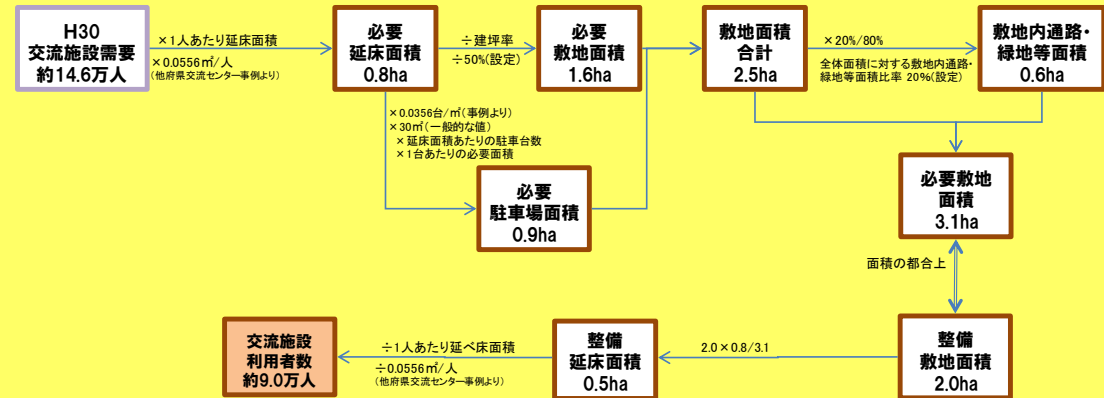 H30
交流施設需要
約14.6万人
×1人あたり延床面積
×0.0556㎡/人
(他府県交流センター事例より)
必要
延床面積
0.8ha
÷建坪率
÷50%(設定)
必要
敷地面積
1.6ha
敷地面積
合計
2.5ha
×20%/80%
全体面積に対する敷地内通路・
緑地等面積比率 20%(設定)
敷地内通路・
緑地等面積
0.6ha
×0.0356台/㎡(事例より)
×30㎡(一般的な値)
×延床面積あたりの駐車台数
×1台あたりの必要面積
必要
駐車場面積
0.9ha
必要敷地
面積
3.1ha
面積の都合上
整備
敷地面積
2.0ha
2.0×0.8/3.1
整備
延床面積
0.5ha
÷1人あたり延べ床面積
÷0.0556㎡/人
(他府県交流センター事例より)
交流施設
利用者数
約9.0万人